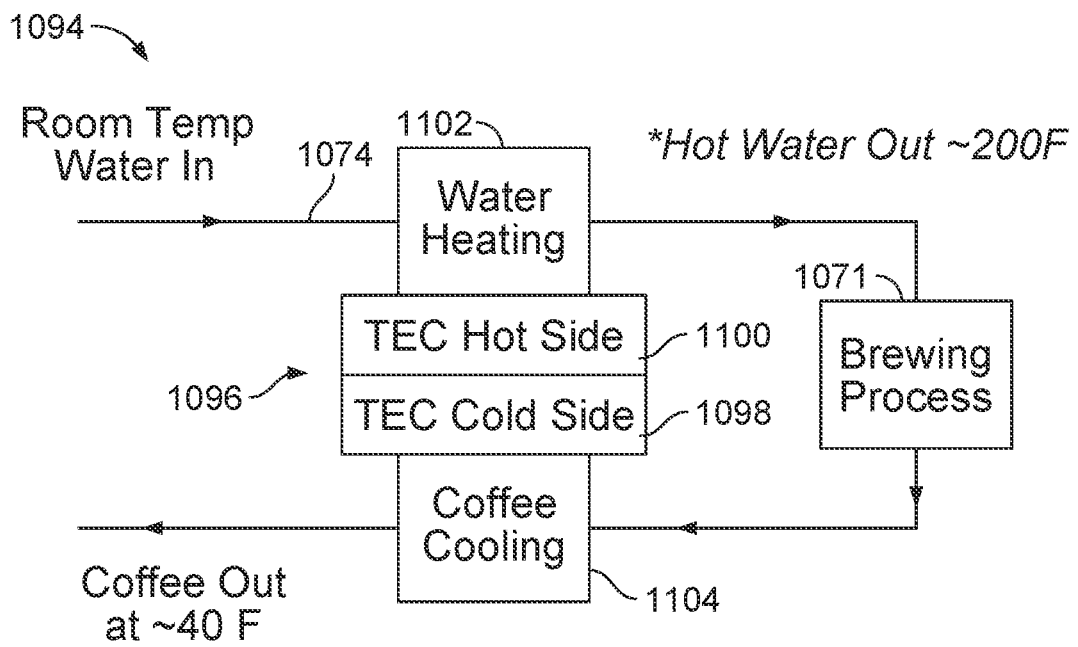 1094
Room Temp
Water In
1074
1102
Water
Heating
*Hot Water Out ~200F
1071
Brewing
Process
TEC Hot Side
1100
1096
TEC Cold Side
1098
Coffee
Cooling
1104
Coffee Out
at ~40 F